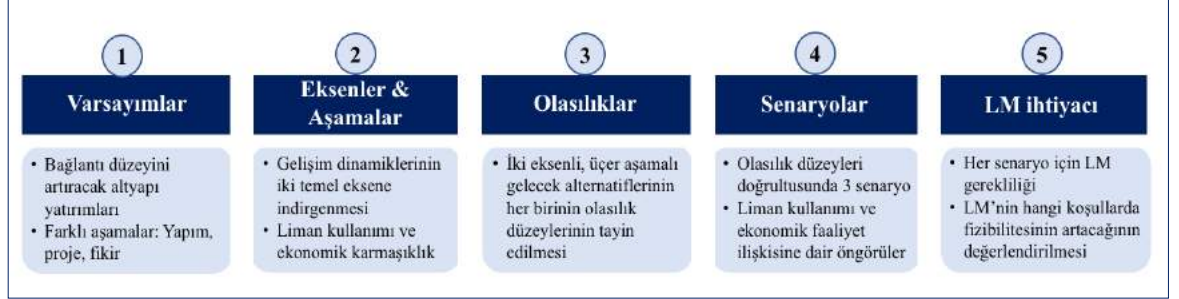 1
Varsayımlar
• Bağlantı düzeyini
artıracak altyapı
yatırımları
• Farklı aşamalar: Yapım,
proje, fikir
2
Eksenler &
Aşamalar
• Gelişim dinamiklerinin
iki temel eksene
indirgenmesi
• Liman kullanımı ve
ekonomik karmaşıklık
3
Olasılıklar
• İki eksenli, üçer aşamalı
gelecek alternatiflerinin
her birinin olasılık
düzeylerinin tayin
edilmesi
4
Senaryolar
• Olasılık düzeyleri
doğrultusunda 3 senaryo
• Liman kullanımı ve
ekonomik faaliyet
ilişkisine dair öngörüler
5
LM ihtiyacı
• Her senaryo için LM
gerekliliği
• LM’nin hangi koşullarda
fizibilitesinin artacağının
değerlendirilmesi